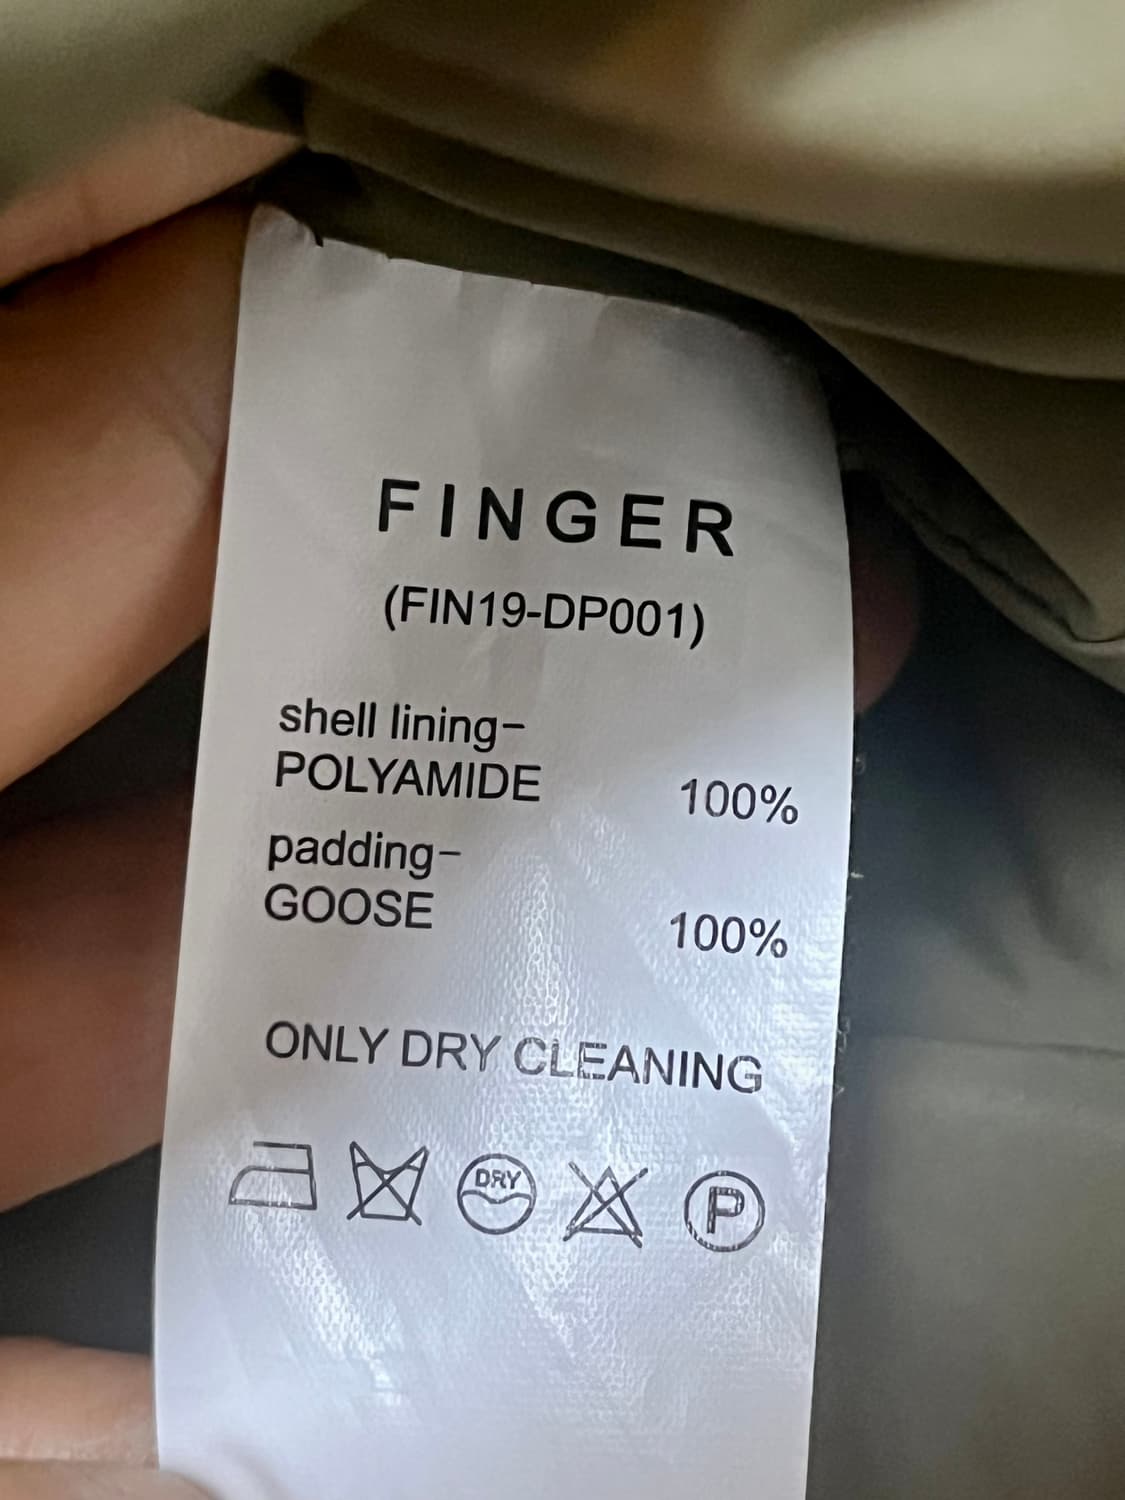 FINGER
(FIN19-DP001)
shell lining-
POLYAMIDE 100%
padding-
GOOSE 100%
ONLY DRY CLEANING
DRY P